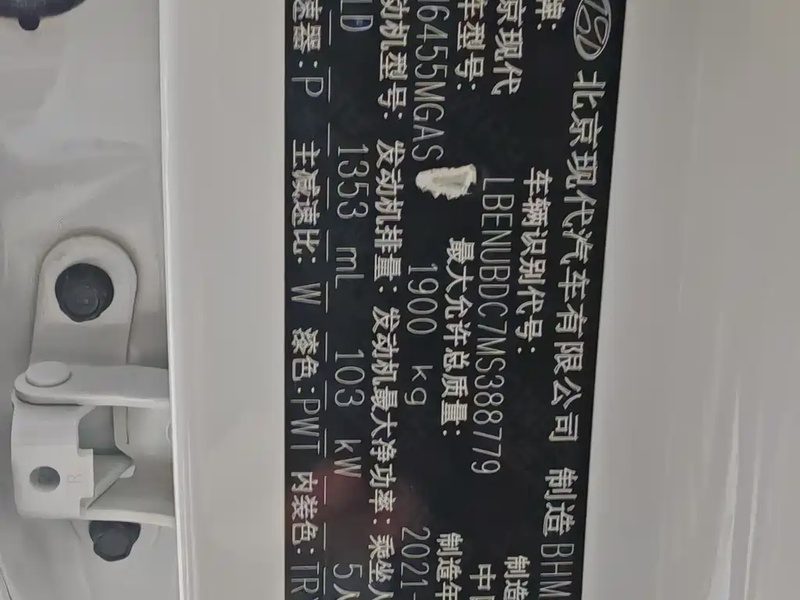 北京现代汽车有限公司 制造 BHM
牌: 车辆识别代号: 制造
京现代 LBENUBDC7MS388779 中
车型号: 最大允许总质量: 制造年
6455MGAS 1900 kg 2021-
动机型号: 发动机排量: 发动机最大净功率: 乘坐人
LD 1353 mL 103 kW 5人
速器: P 主减速比: W 漆色: PWT 内装色: TRY
R